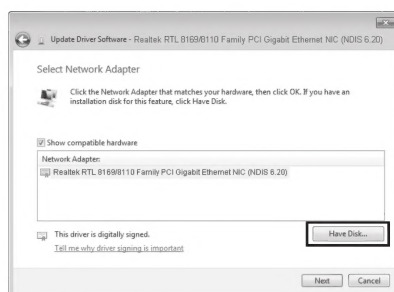 Update Driver Software - Realtek RTL 8169/8110 Family PCI Gigabit Ethernet NIC (NDIS 6.20)
Select Network Adapter
Click the Network Adapter that matches your hardware, then click OK. If you have an
installation disk for this feature, click Have Disk.
Show compatible hardware
Network Adapter:
Realtek RTL 8169/8110 Family PCI Gigabit Ethernet NIC (NDIS 6.20)
This driver is digitally signed.
Have Disk...
Tell me why driver signing is important
Next
Cancel